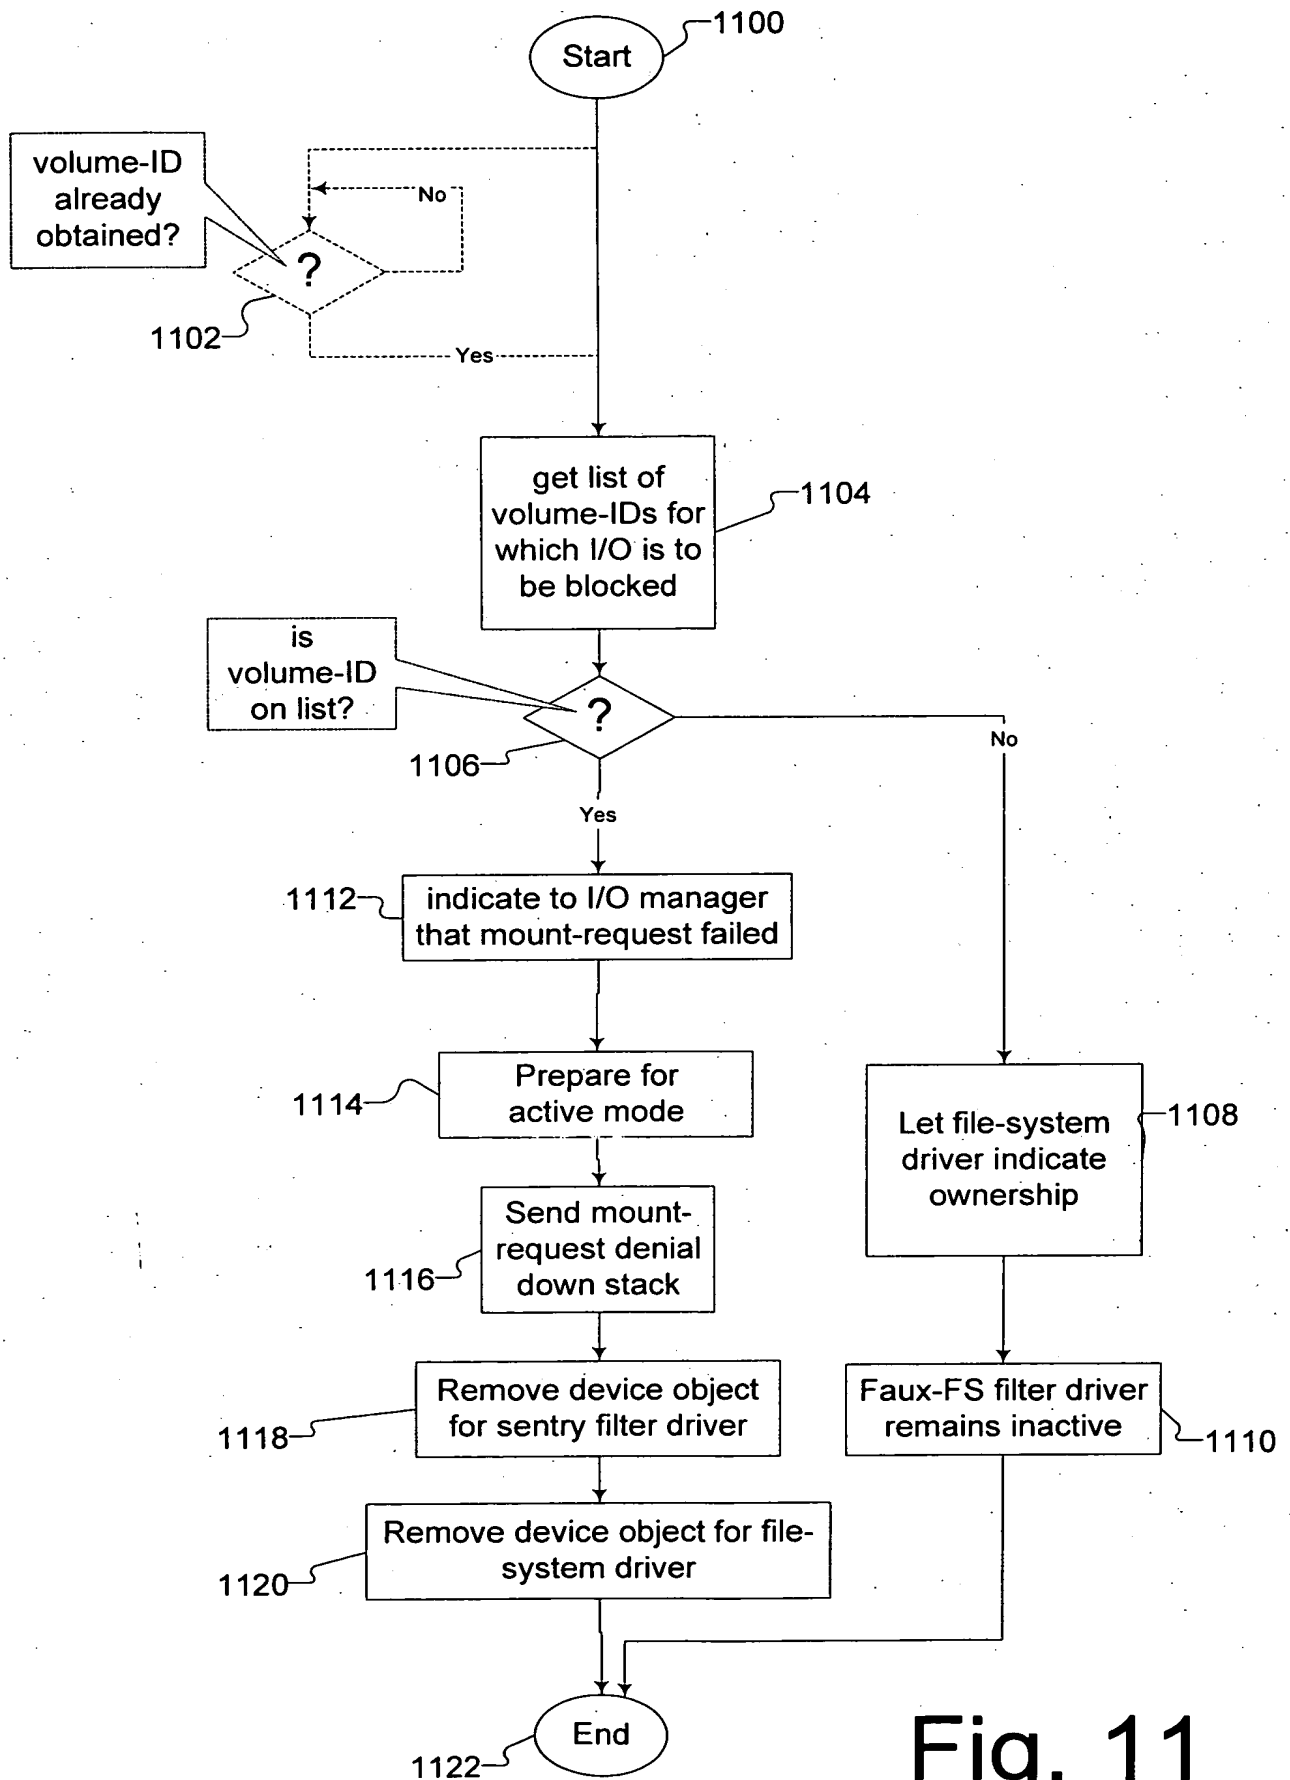 1100
Start
volume-ID
already
obtained?
No
?
1102
Yes
get list of
volume-IDs for
which I/O is to
be blocked
1104
is
volume-ID
on list?
?
1106
No
Yes
1112
indicate to I/O manager
that mount-request failed
1114
Prepare for
active mode
1108
Let file-system
driver indicate
ownership
Send mount-
request denial
down stack
1116
Remove device object
for sentry filter driver
1118
Faux-FS filter driver
remains inactive
1110
Remove device object for file-
system driver
1120
End
1122
Fig. 11